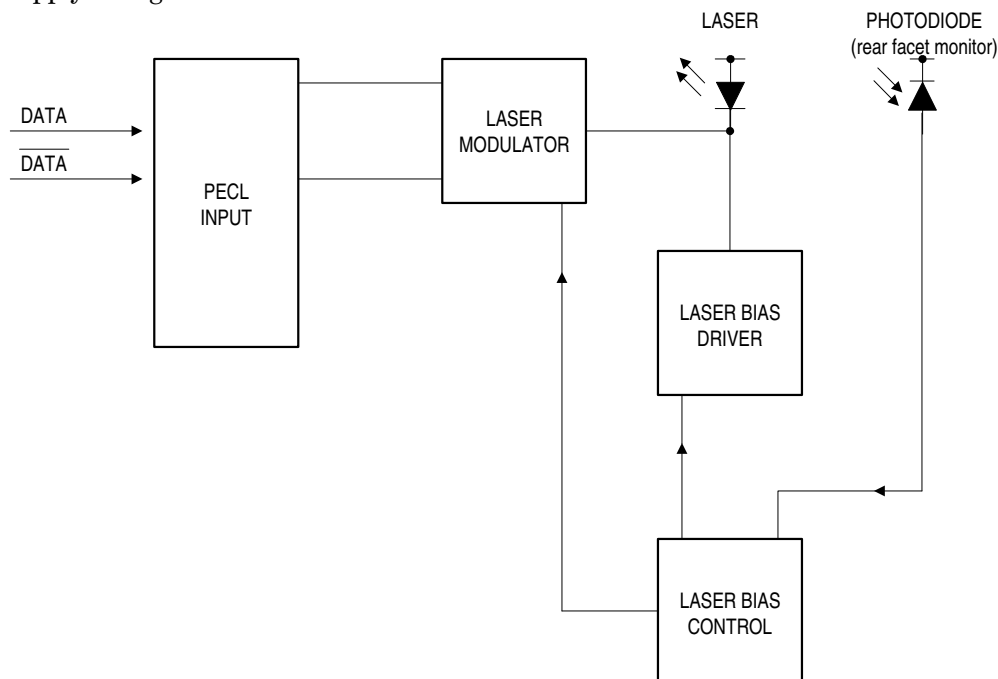 LASER
PHOTODIODE
(rear facet monitor)
DATA
DATA
PECL
INPUT
LASER
MODULATOR
LASER BIAS
DRIVER
LASER BIAS
CONTROL